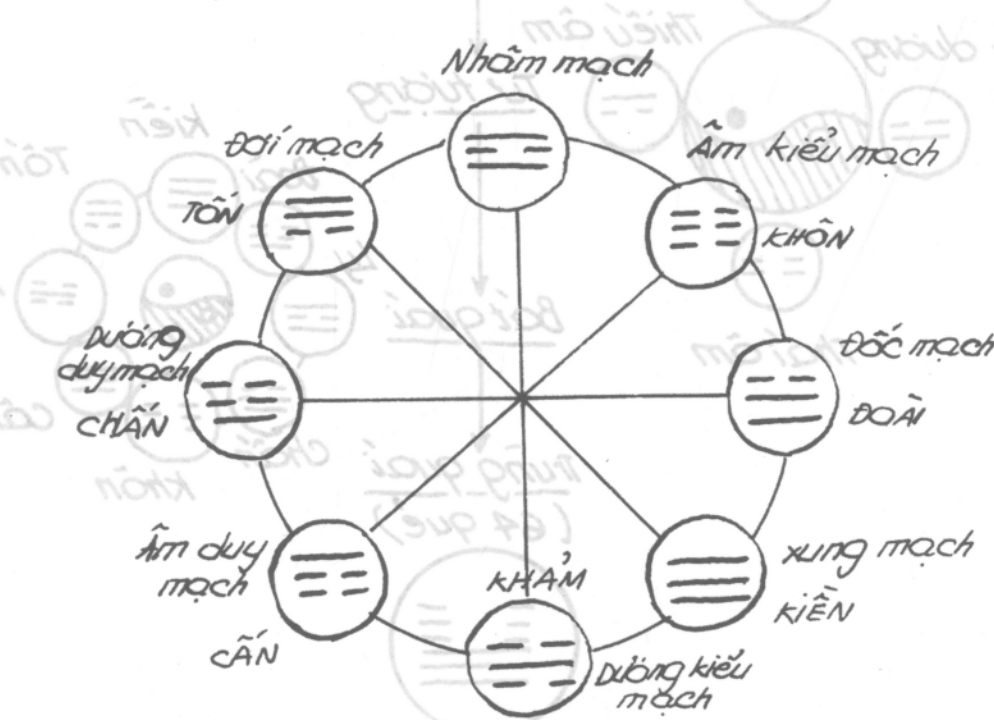 Nhâm mạch
Đới mạch
Âm kiểu mạch
TỐN
KHÔN
Dương
duy mạch
CHẤN
Đốc mạch
ĐOÀI
Âm duy
mạch
CẤN
KHẢM
Dương kiểu
mạch
xung mạch
KIỀN